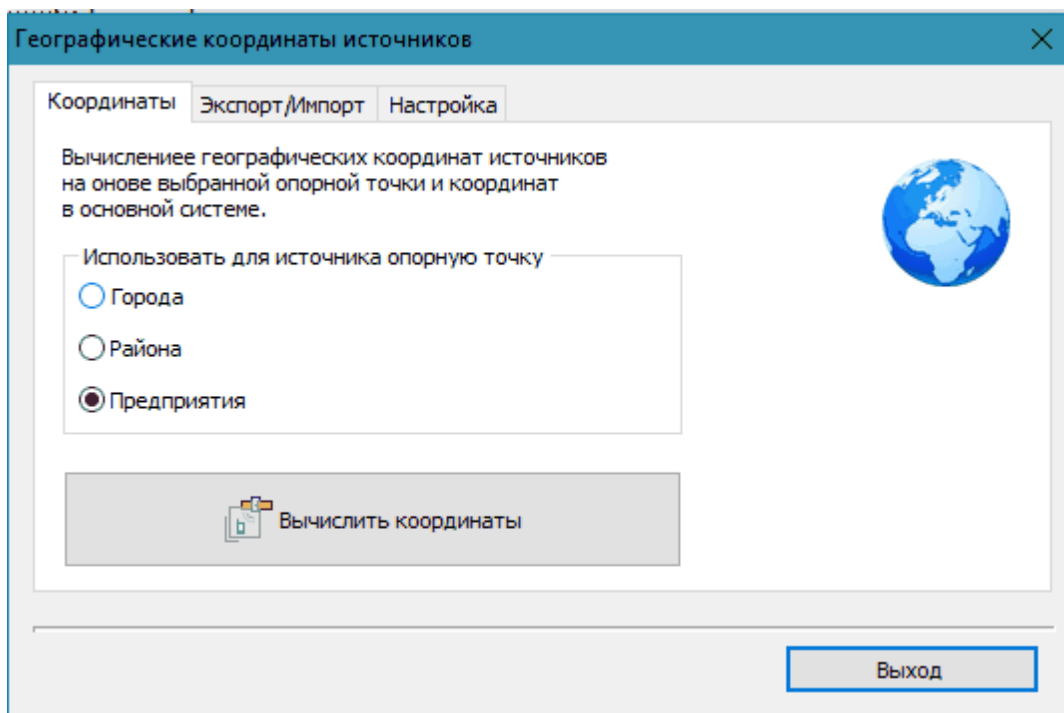 Географические координаты источников
Координаты
Экспорт/Импорт
Настройка
Вычислениее географических координат источников
на онове выбранной опорной точки и координат
в основной системе.
Использовать для источника опорную точку
Города
Района
Предприятия
Вычислить координаты
Выход